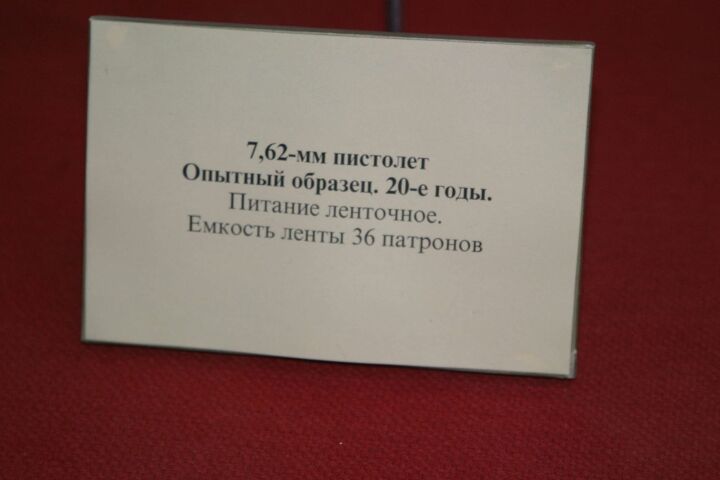 7,62-мм пистолет
Опытный образец. 20-е годы.
Питание ленточное.
Емкость ленты 36 патронов